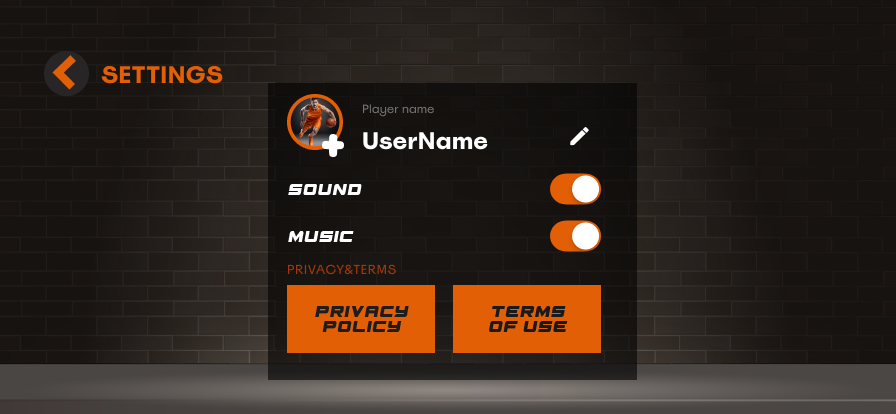 SETTINGS
Player name
UserName
SOUND
MUSIC
PRIVACY&TERMS
PRIVACY
POLICY
TERMS
OF USE